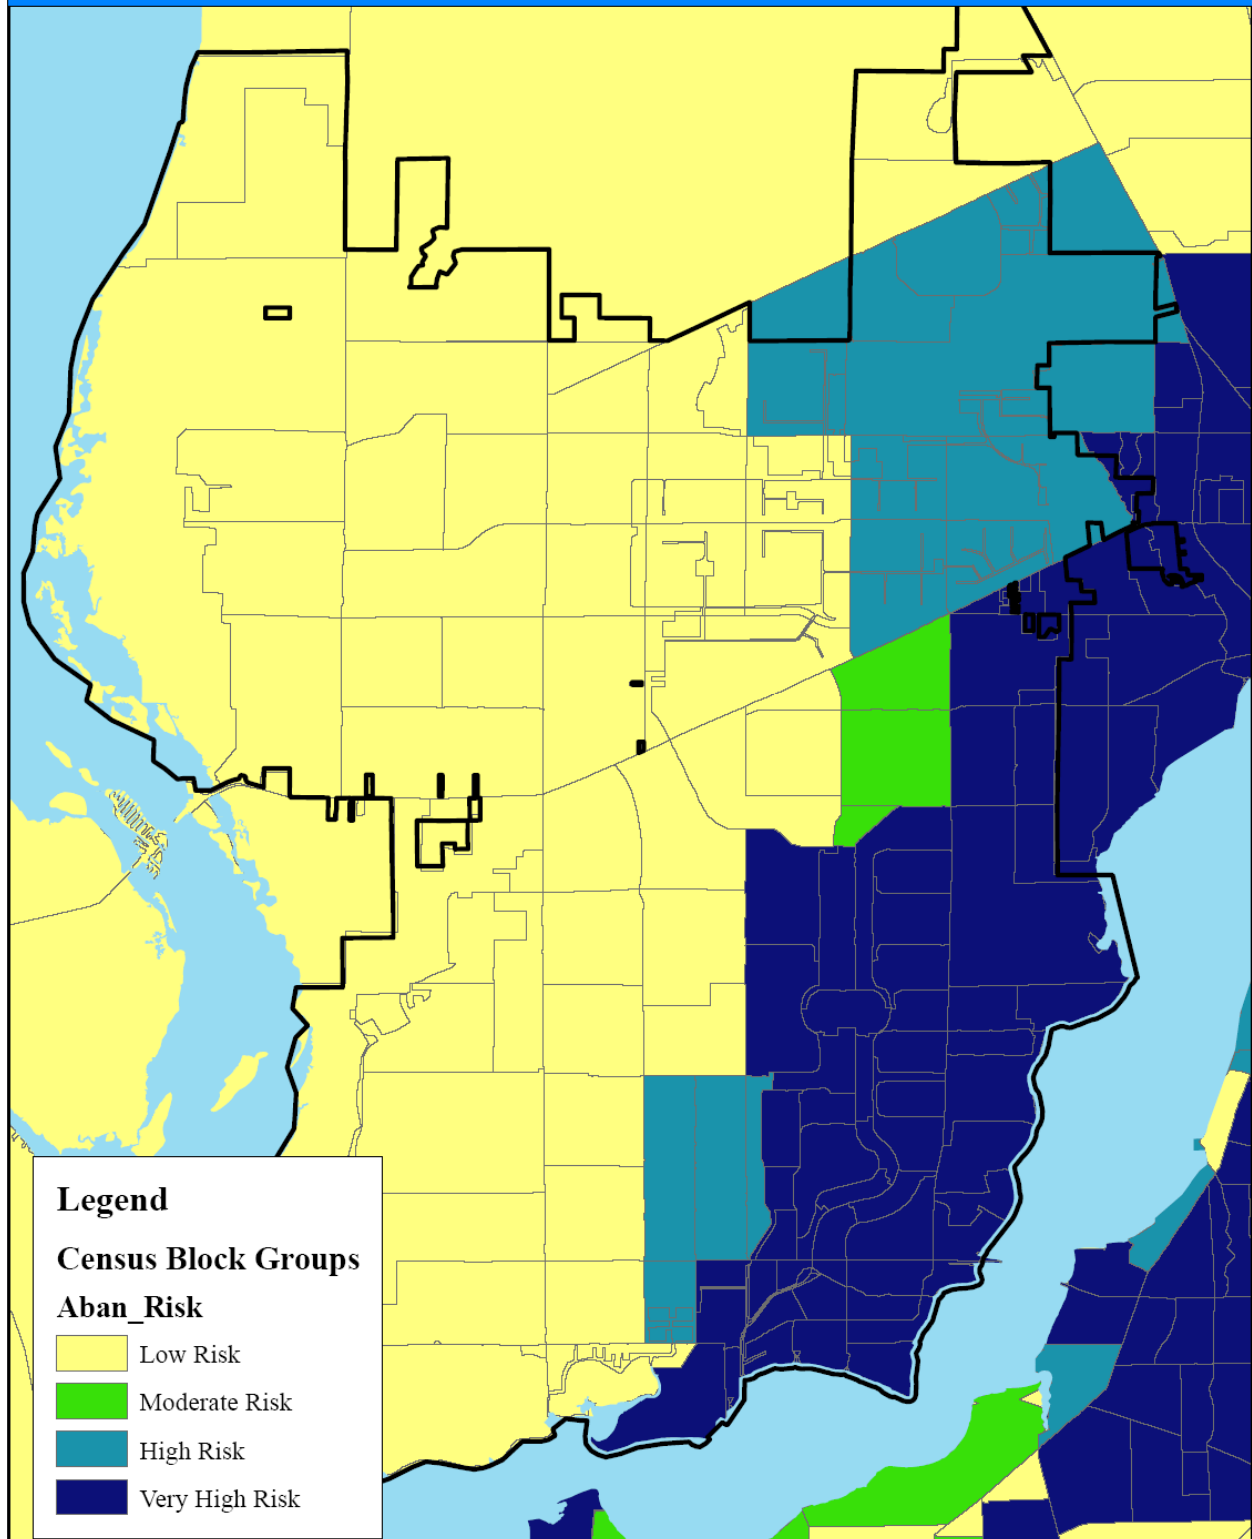 Legend
Census Block Groups
Aban_Risk
Low Risk
Moderate Risk
High Risk
Very High Risk